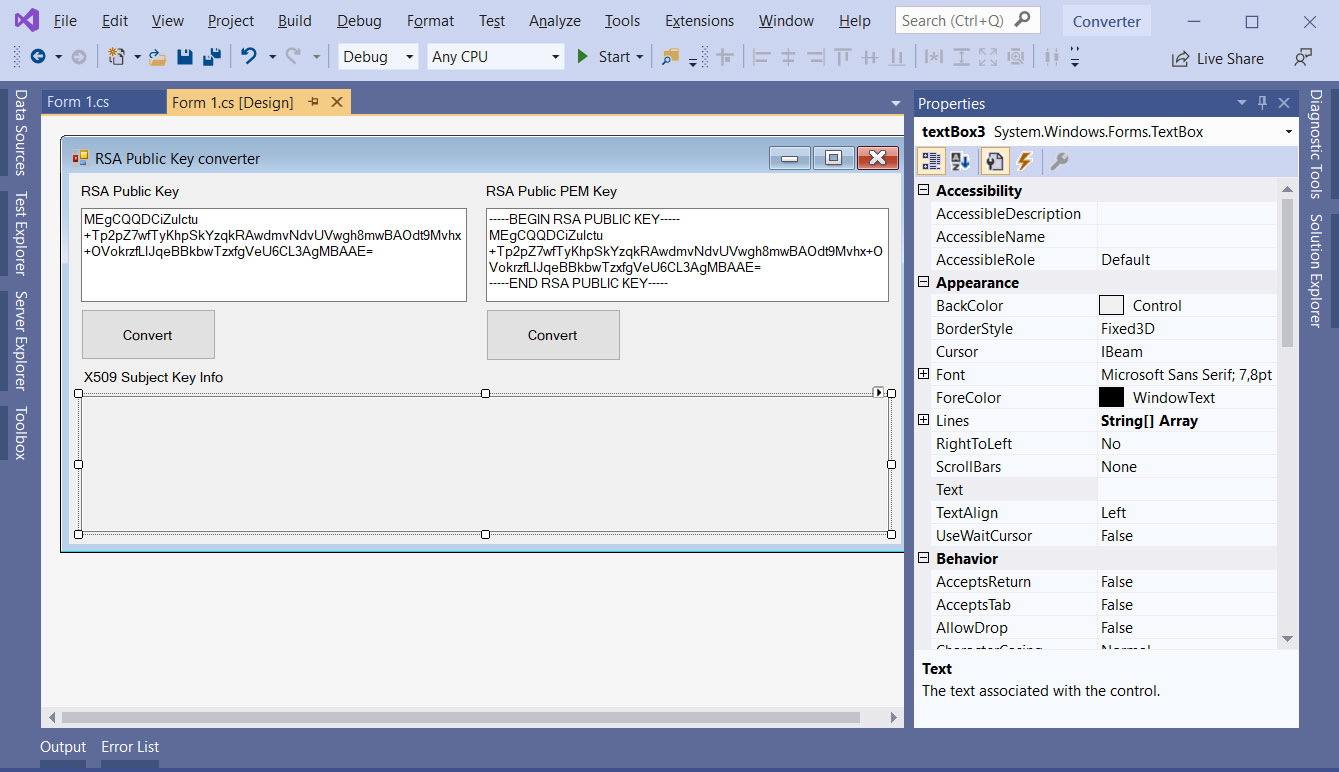 File Edit View Project Build Debug Format Test Analyze Tools Extensions Window Help Search (Ctrl+Q) Converter
Debug Any CPU Start Live Share
Data Sources
Test Explorer
Server Explorer
Toolbox
Form 1.cs Form 1.cs [Design]
RSA Public Key converter
RSA Public Key
MEgCQQDCiZulctu
+Tp2pZ7wfTyKhpSkYzqkRAwdmvNdvUVwgh8mwBAOdt9Mvhx
+OVokrzfLlJqeBBkbwTzxfgVeU6CL3AgMBAAE=
Convert
RSA Public PEM Key
-----BEGIN RSA PUBLIC KEY-----
MEgCQQDCiZulctu
+Tp2pZ7wfTyKhpSkYzqkRAwdmvNdvUVwgh8mwBAOdt9Mvhx+O
VokrzfLlJqeBBkbwTzxfgVeU6CL3AgMBAAE=
-----END RSA PUBLIC KEY-----
Convert
X509 Subject Key Info
Properties
textBox3 System.Windows.Forms.TextBox
Accessibility
AccessibleDescription
AccessibleName
AccessibleRole Default
Appearance
BackColor Control
BorderStyle Fixed3D
Cursor IBeam
Font Microsoft Sans Serif; 7,8pt
ForeColor WindowText
Lines String[] Array
RightToLeft No
ScrollBars None
Text
TextAlign Left
UseWaitCursor False
Behavior
AcceptsReturn False
AcceptsTab False
AllowDrop False
Text
The text associated with the control.
Diagnostic Tools
Solution Explorer
Output Error List